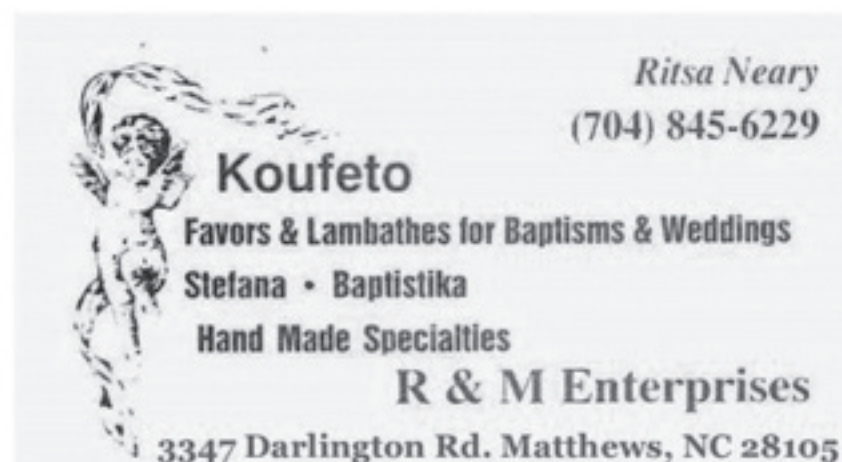 Ritsa Neary
(704) 845-6229
Koufeto
Favors & Lambathes for Baptisms & Weddings
Stefana • Baptistika
Hand Made Specialties
R & M Enterprises
3347 Darlington Rd. Matthews, NC 28105